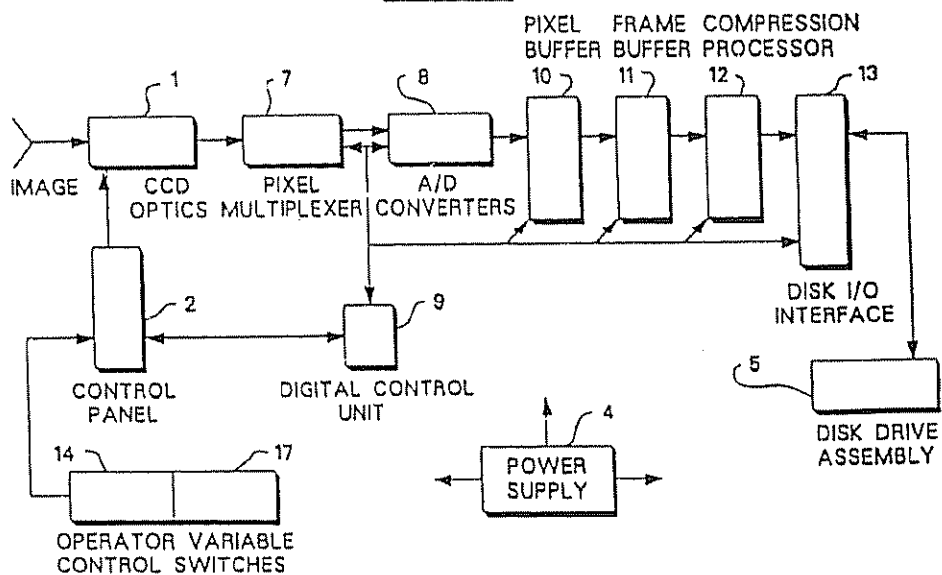 PIXEL FRAME COMPRESSION
BUFFER BUFFER PROCESSOR
1
7
8
10
11
12
13
IMAGE
CCD
OPTICS
PIXEL
MULTIPLEXER
A/D
CONVERTERS
2
9
DISK I/O
INTERFACE
CONTROL
PANEL
DIGITAL CONTROL
UNIT
5
4
14
17
POWER
SUPPLY
DISK DRIVE
ASSEMBLY
OPERATOR VARIABLE
CONTROL SWITCHES